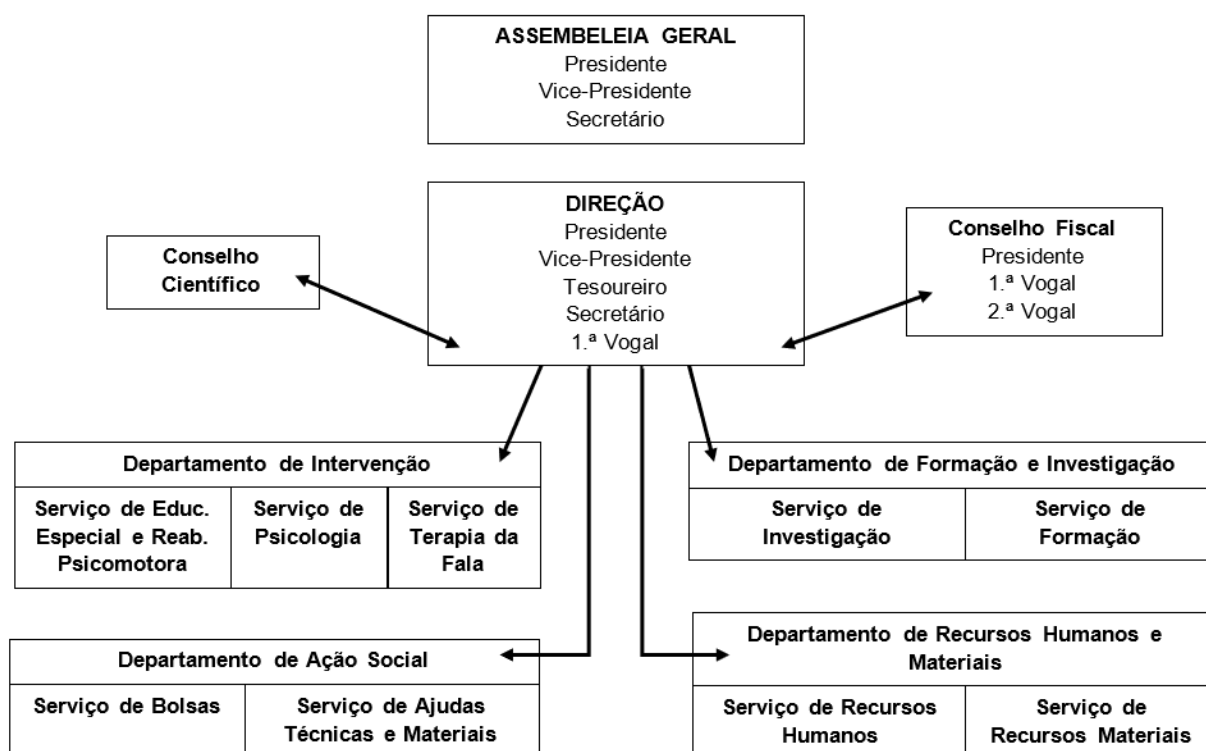 ASSEMBELEIA GERAL
Presidente
Vice-Presidente
Secretário
DIREÇÃO
Presidente
Vice-Presidente
Tesoureiro
Secretário
1.ª Vogal
Conselho
Científico
Conselho Fiscal
Presidente
1.ª Vogal
2.ª Vogal
Departamento de Intervenção
Serviço de Educ.
Especial e Reab.
Psicomotora
Serviço de
Psicologia
Serviço de
Terapia da
Fala
Departamento de Formação e Investigação
Serviço de
Investigação
Serviço de
Formação
Departamento de Ação Social
Serviço de Bolsas
Serviço de Ajudas
Técnicas e Materiais
Departamento de Recursos Humanos e
Materiais
Serviço de Recursos
Humanos
Serviço de
Recursos Materiais